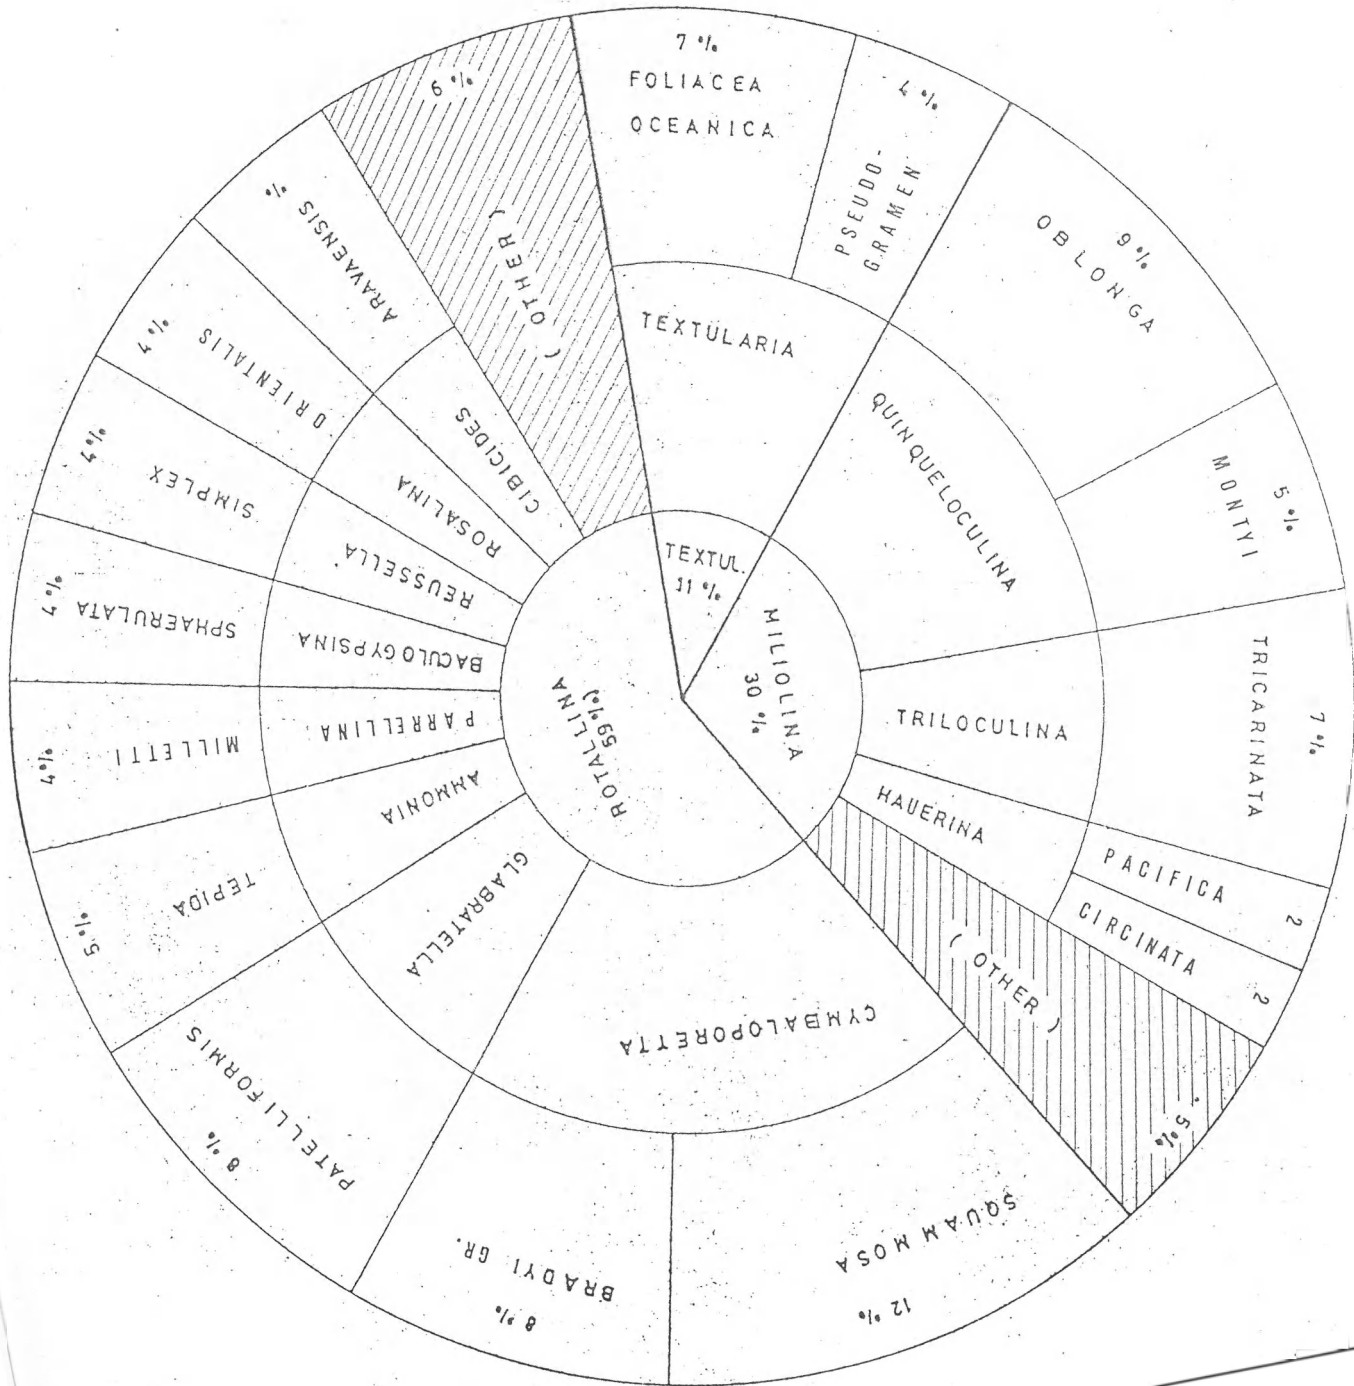 TEXTUL.
11 %
MILIOLINA
30 %
ROTALLINA
59%
TEXTULARIA
7 %
FOLIACEA
OCEANICA
4 %
PSEUDO-
GRAMEN
QUINQUELOCULINA
9 %
OBLONGA
5 %
MONTYI
TRILOCULINA
7 %
TRICARINATA
HAUERINA
PACIFICA 2
CIRCINATA 2
( OTHER )
5 %
CYMBALOPORETTA
SQUAMMOSA
12 %
BRADYI GR.
8 %
GLABRATELLA
PATELLIFORMIS
8 %
AMMONIA
TEPIDA
5 %
PARRELLINA
MILLETTI
4%
BACULOGYPSINA
SPHAERULATA
4 %
REUSSELLA
SIMPLEX
4%
ROSALINA
ORIENTALIS
4 %
CIBICIDES
ARAVAENSIS
%
( OTHER )
6 %